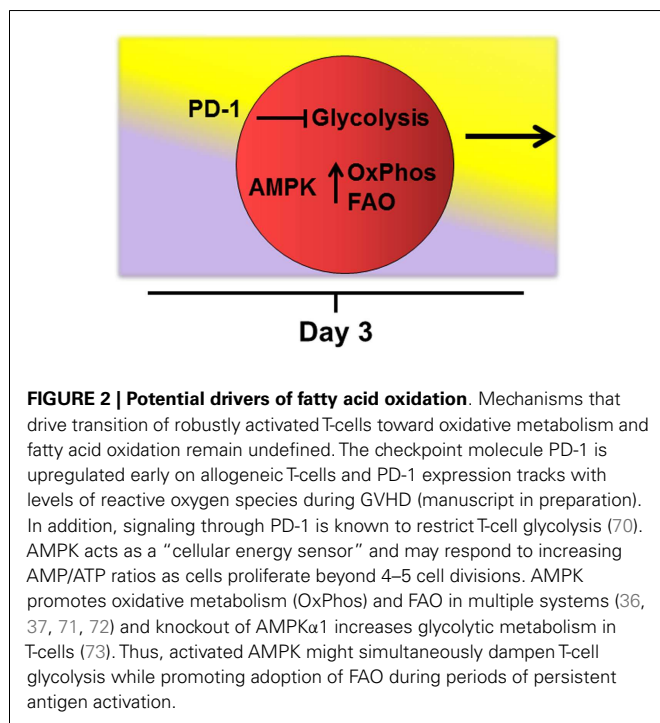 PD-1
Glycolysis
AMPK
OxPhos
FAO
Day 3
FIGURE 2 | Potential drivers of fatty acid oxidation. Mechanisms that
drive transition of robustly activated T-cells toward oxidative metabolism and
fatty acid oxidation remain undefined. The checkpoint molecule PD-1 is
upregulated early on allogeneic T-cells and PD-1 expression tracks with
levels of reactive oxygen species during GVHD (manuscript in preparation).
In addition, signaling through PD-1 is known to restrict T-cell glycolysis (70).
AMPK acts as a “cellular energy sensor” and may respond to increasing
AMP/ATP ratios as cells proliferate beyond 4–5 cell divisions. AMPK
promotes oxidative metabolism (OxPhos) and FAO in multiple systems (36,
37, 71, 72) and knockout of AMPKα1 increases glycolytic metabolism in
T-cells (73). Thus, activated AMPK might simultaneously dampen T-cell
glycolysis while promoting adoption of FAO during periods of persistent
antigen activation.